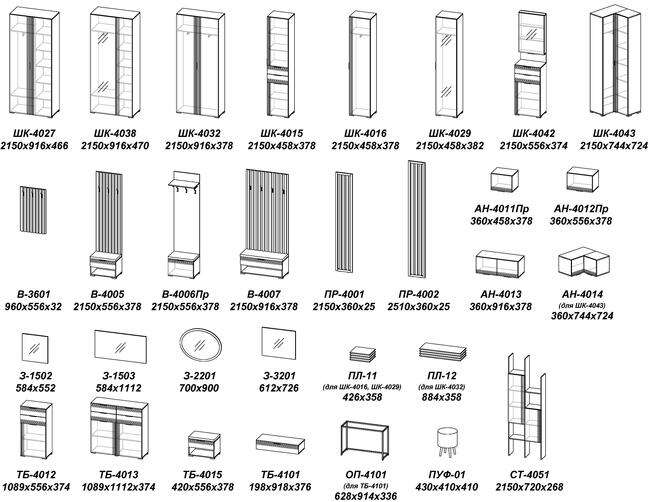 ШК-4027 ШК-4038 ШК-4032 ШК-4015 ШК-4016 ШК-4029 ШК-4042 ШК-4043
2150х916х466 2150х916х470 2150х916х378 2150х458х378 2150х458х378 2150х458х382 2150х556х374 2150х744х724
АН-4011Пр АН-4012Пр
360х458х378 360х556х378
В-3601 В-4005 В-4006Пр В-4007 ПР-4001 ПР-4002 АН-4013 АН-4014
960х556х32 2150х556х378 2150х556х378 2150х916х378 2150х360х25 2510х360х25 360х916х378 (для ШК-4043)
360х744х724
З-1502 З-1503 З-2201 З-3201 ПЛ-11 ПЛ-12
584х552 584х1112 700х900 612х726 (для ШК-4016, ШК-4029) (для ШК-4032)
426х358 884х358
ТБ-4012 ТБ-4013 ТБ-4015 ТБ-4101 ОП-4101 ПУФ-01 СТ-4051
1089х556х374 1089х1112х374 420х556х378 198х918х376 (для ТБ-4101) 430х410х410 2150х720х268
628х914х336